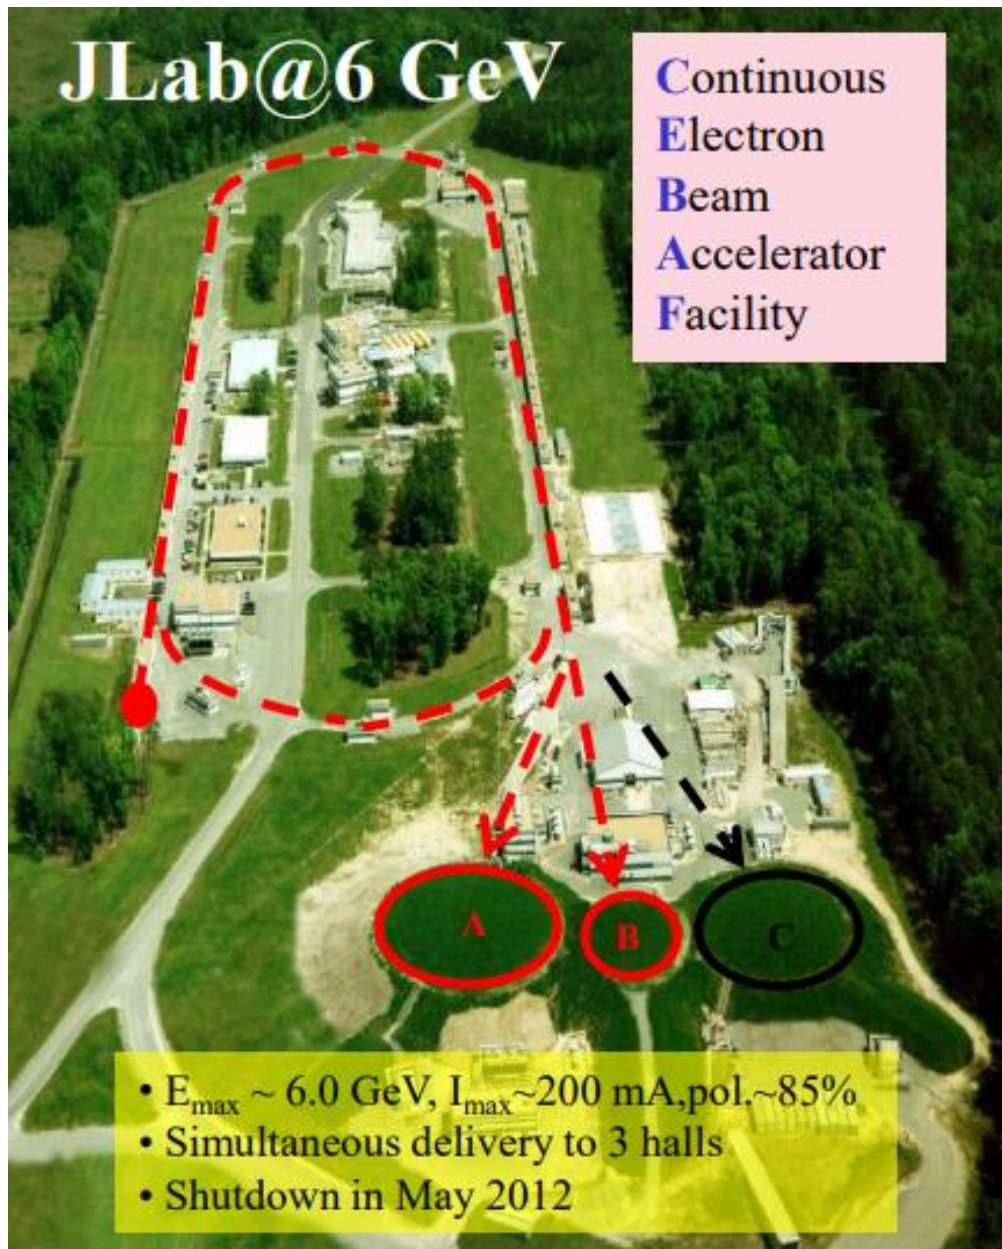 JLab@6 GeV
Continuous
Electron
Beam
Accelerator
Facility
A
B
C
• Emax ~ 6.0 GeV, Imax~200 mA,pol.~85%
• Simultaneous delivery to 3 halls
• Shutdown in May 2012